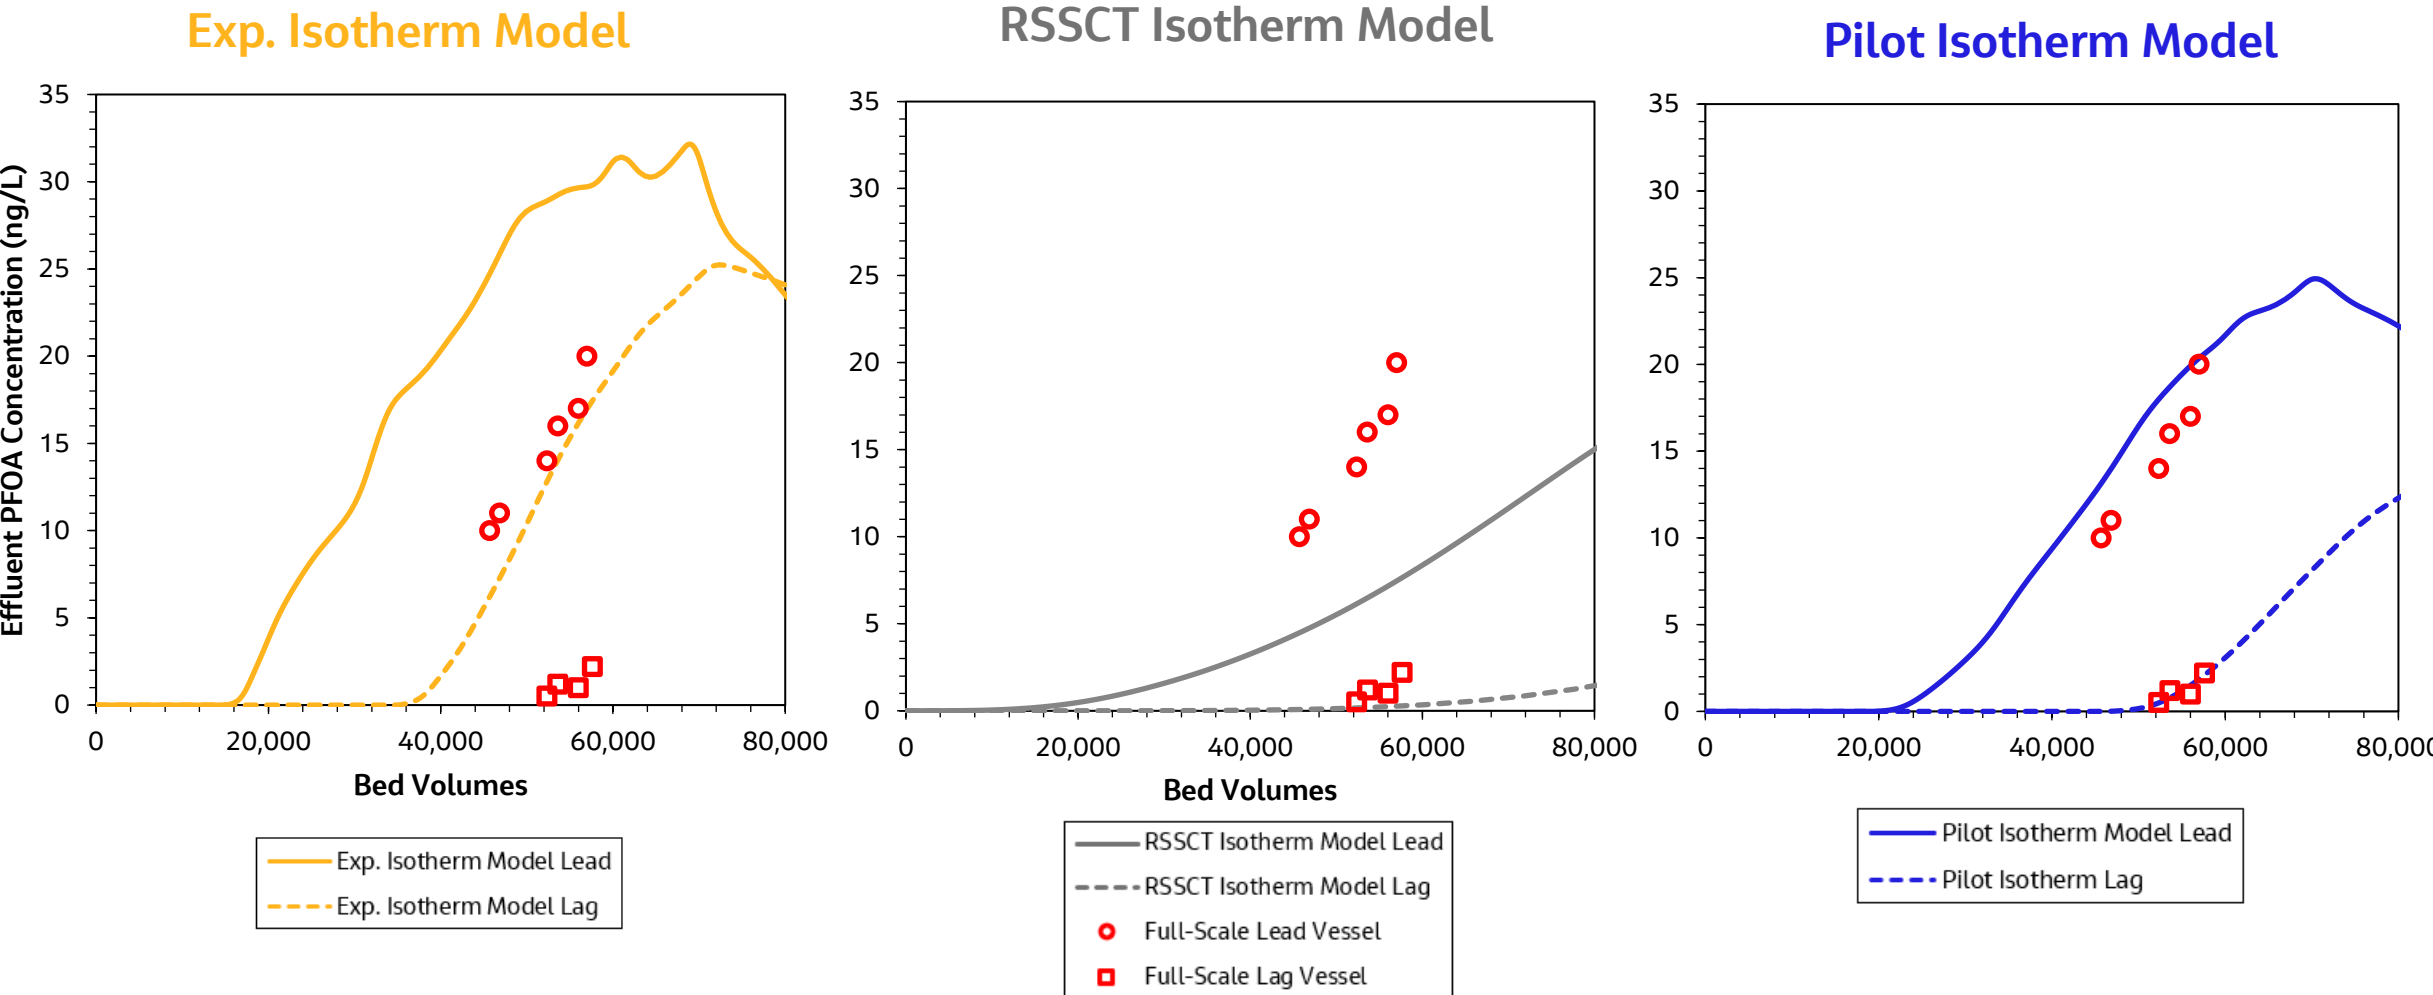 Exp. Isotherm Model
RSSCT Isotherm Model
Pilot Isotherm Model
Effluent PFOA Concentration (ng/L)
35
30
25
20
15
10
5
0
0 20,000 40,000 60,000 80,000
Bed Volumes
Exp. Isotherm Model Lead
Exp. Isotherm Model Lag
35
30
25
20
15
10
5
0
0 20,000 40,000 60,000 80,000
Bed Volumes
RSSCT Isotherm Model Lead
RSSCT Isotherm Model Lag
Full-Scale Lead Vessel
Full-Scale Lag Vessel
35
30
25
20
15
10
5
0
0 20,000 40,000 60,000 80,000
Pilot Isotherm Model Lead
Pilot Isotherm Lag